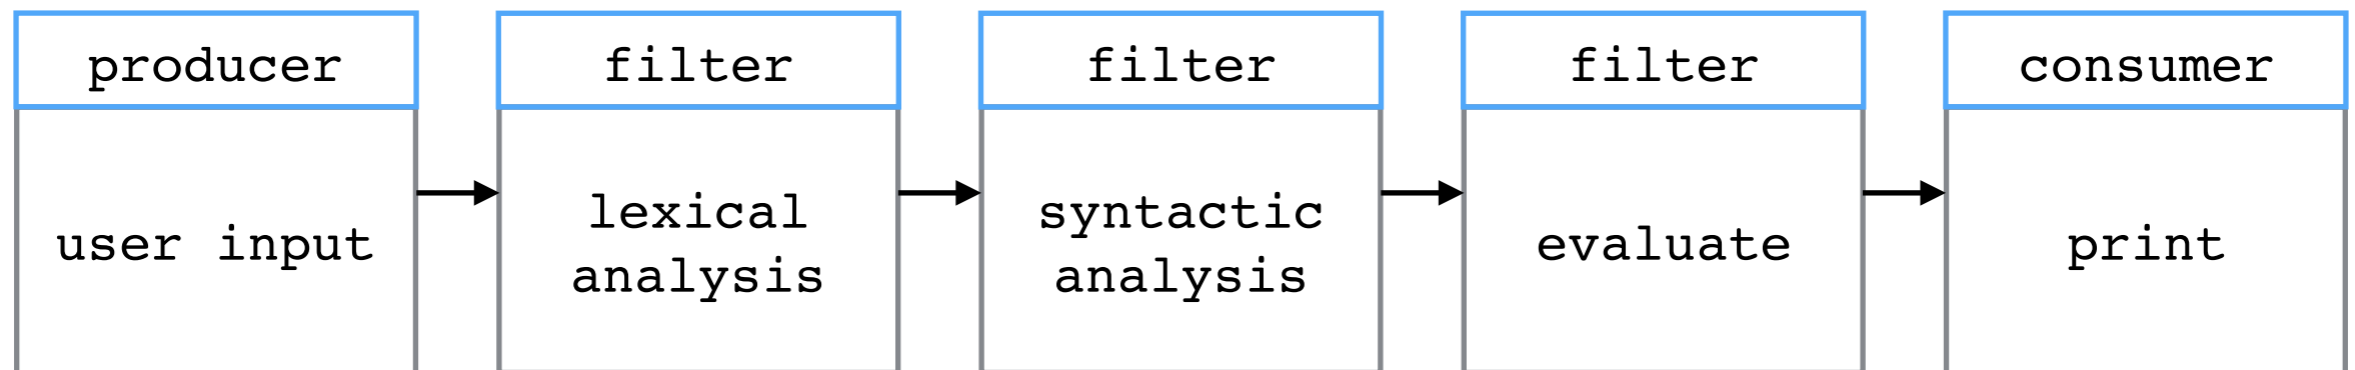 producer
user input
filter
lexical
analysis
filter
syntactic
analysis
filter
evaluate
consumer
print